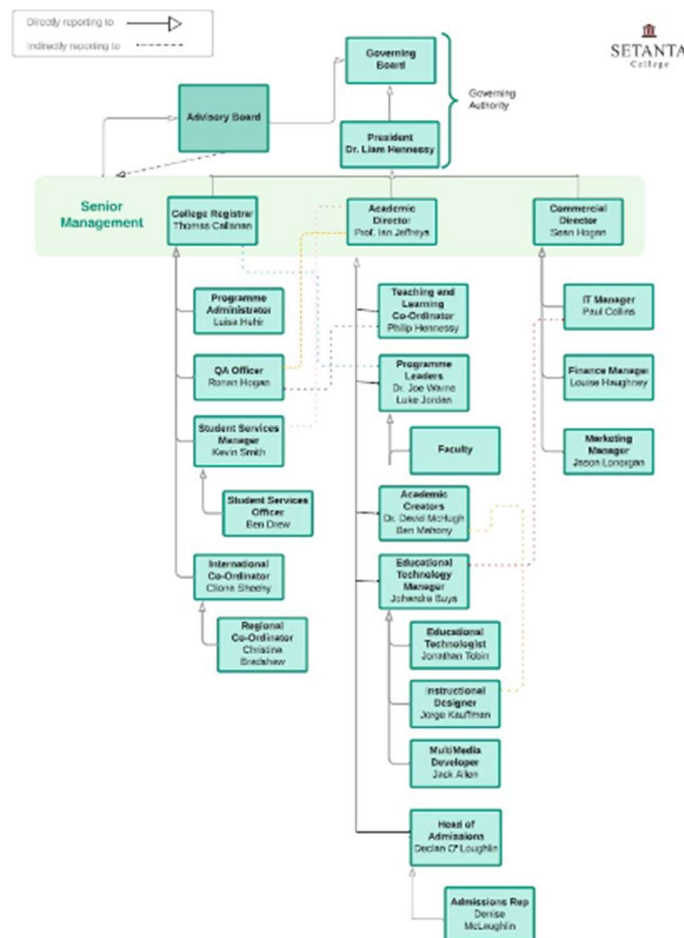 Directly reporting to
Indirectly reporting to
SETANTA
College
Governing
Board
Governing
Authority
Advisory Board
President
Dr. Liam Hennessy
Senior
Management
College Registrar
Thomas Callanan
Academic
Director
Prof. Ian Jeffreys
Commercial
Director
Sean Hogan
Programme
Administrator
Luisa Hehir
QA Officer
Ronan Hogan
Student Services
Manager
Kevin Smith
Student Services
Officer
Ben Drew
International
Co-Ordinator
Cliona Sheehy
Regional
Co-Ordinator
Christina
Bradshaw
Teaching and
Learning
Co-Ordinator
Philip Hennessy
Programme
Leaders
Dr. Joe Warne
Luke Jordan
Faculty
Academic
Creators
Dr. David McHugh
Ben Mahony
Educational
Technology
Manager
Johandre Buys
Educational
Technologist
Jonathan Tobin
Instructional
Designer
Jorge Kauffman
MultiMedia
Developer
Jack Allen
Head of
Admissions
Declan O' Loughlin
Admissions Rep
Denise
McLaughlin
IT Manager
Paul Collins
Finance Manager
Louise Haughney
Marketing
Manager
Jason Lonergan